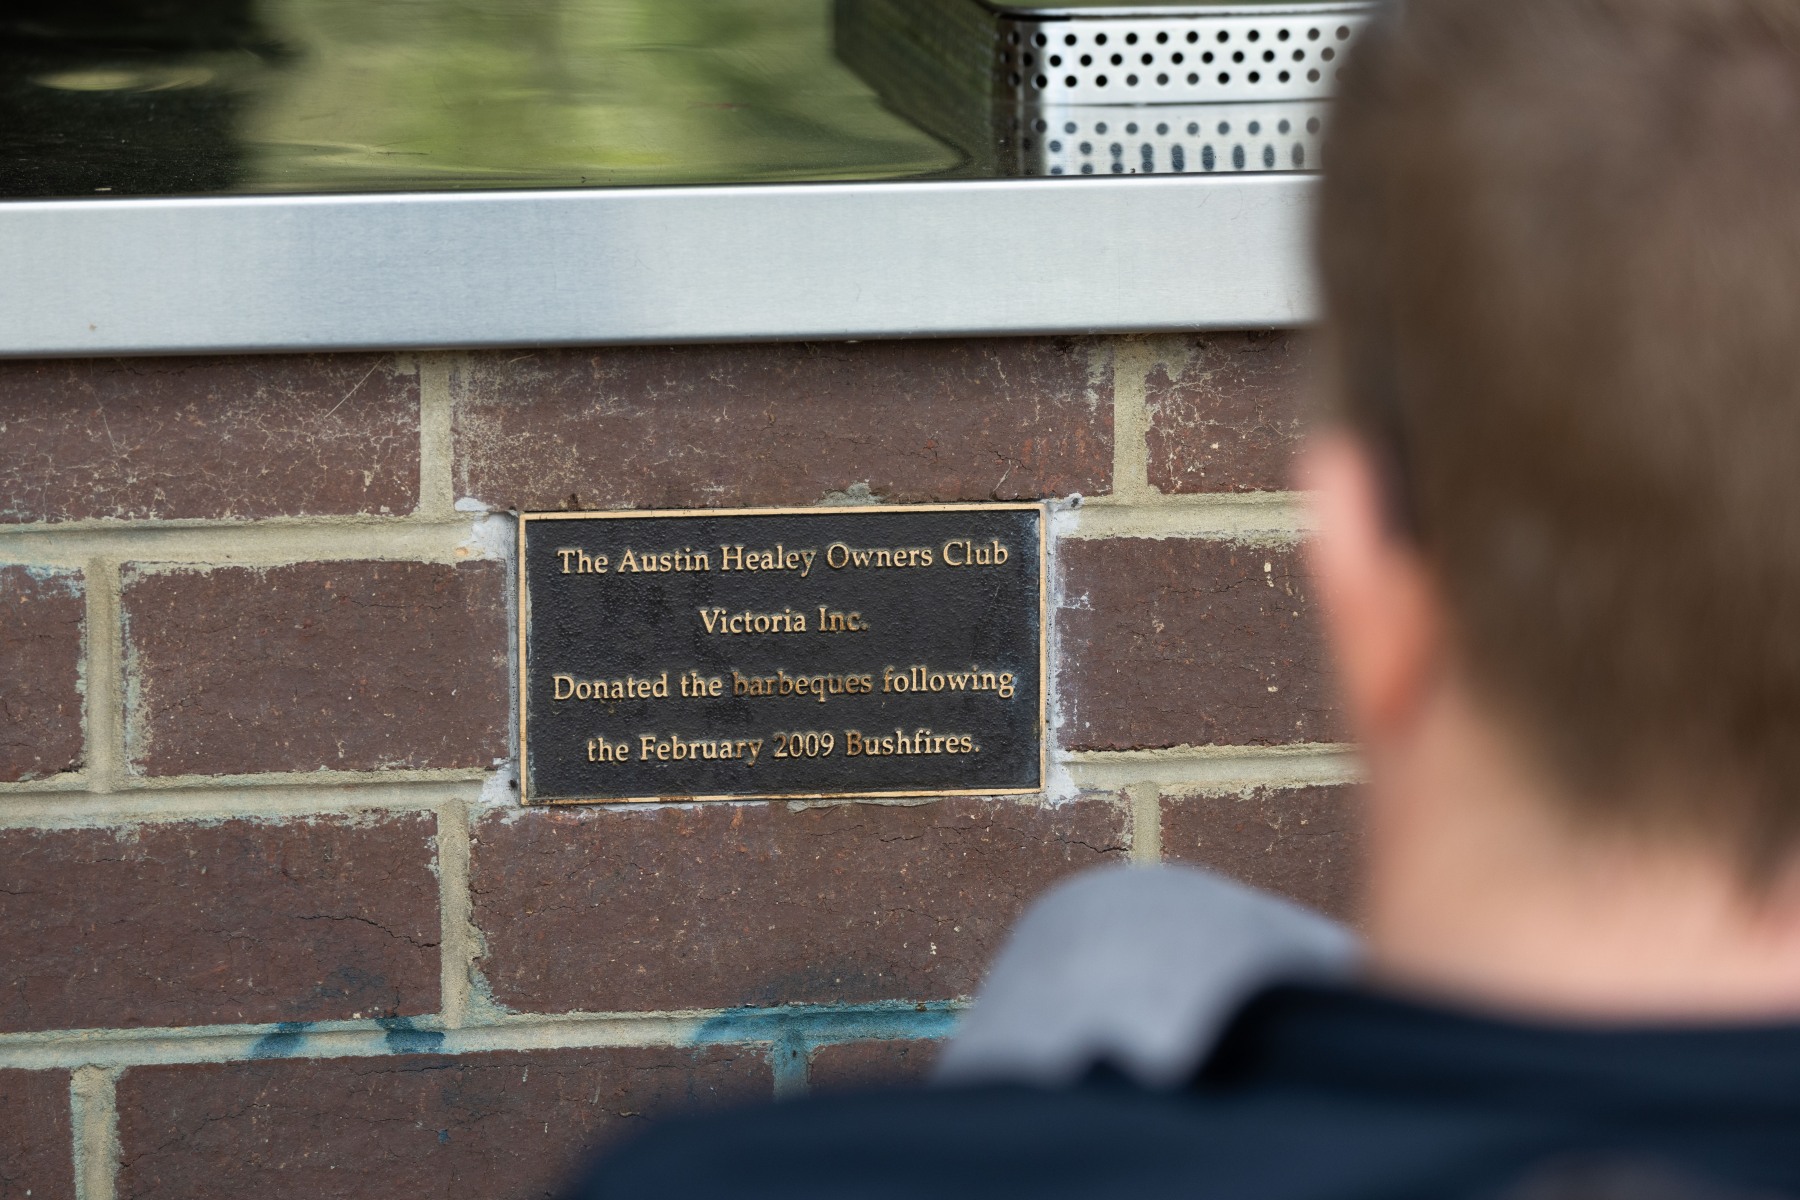 The Austin Healey Owners Club
Victoria Inc.
Donated the barbeques following
the February 2009 Bushfires.